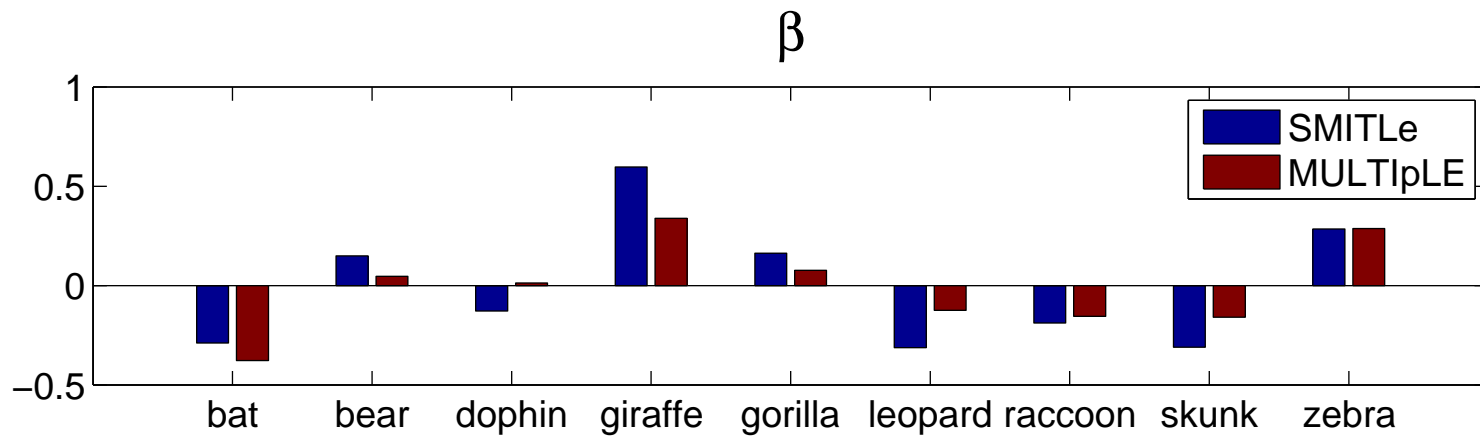 β
1
0.5
0
−0.5
SMITLe
MULTIpLE
bat bear dophin giraffe gorilla leopard raccoon skunk zebra